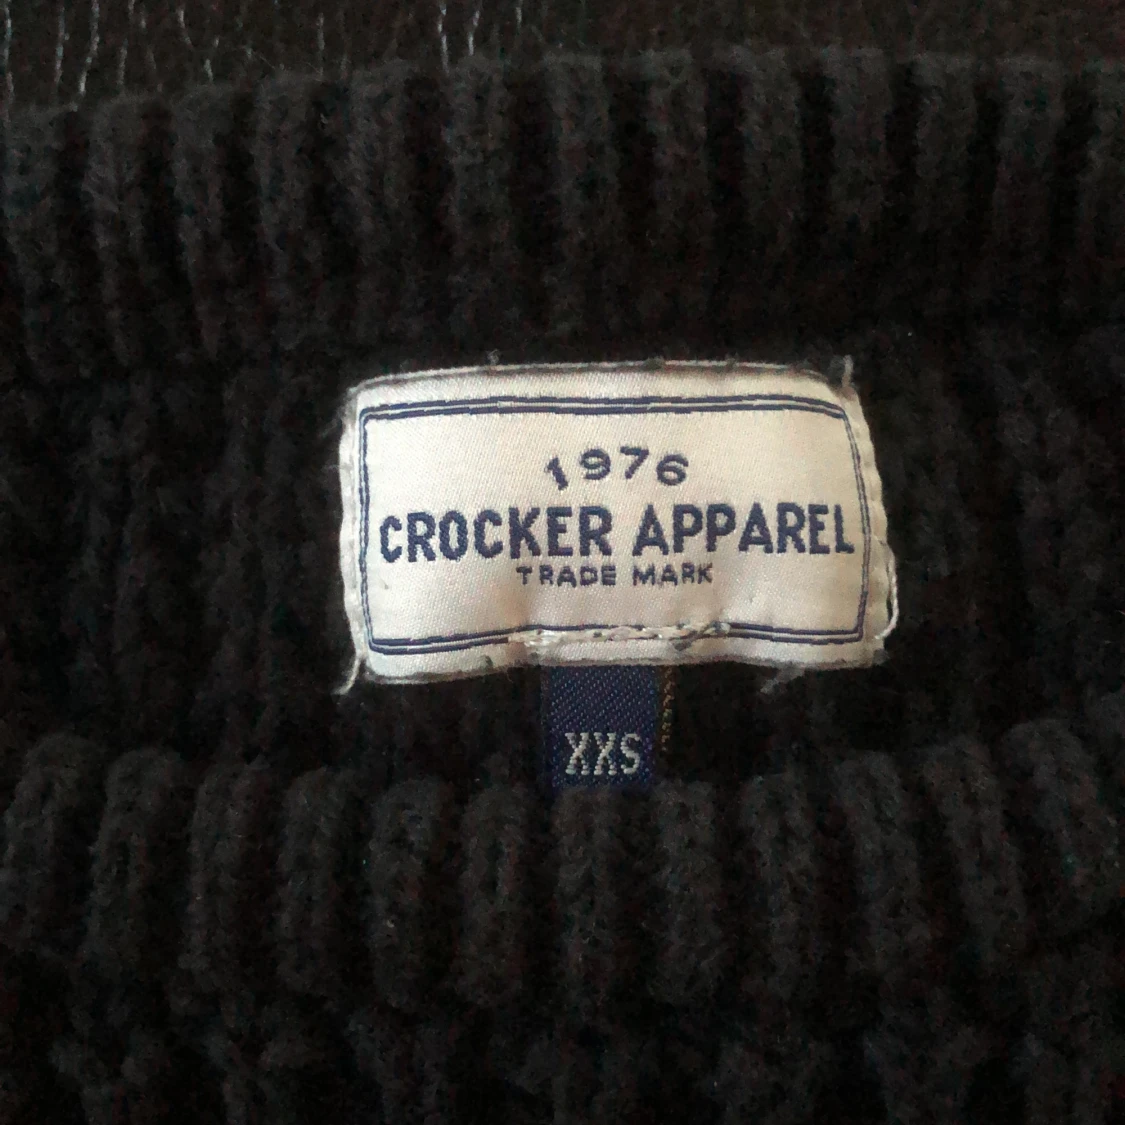 1976
CROCKER APPAREL
TRADE MARK
XXS